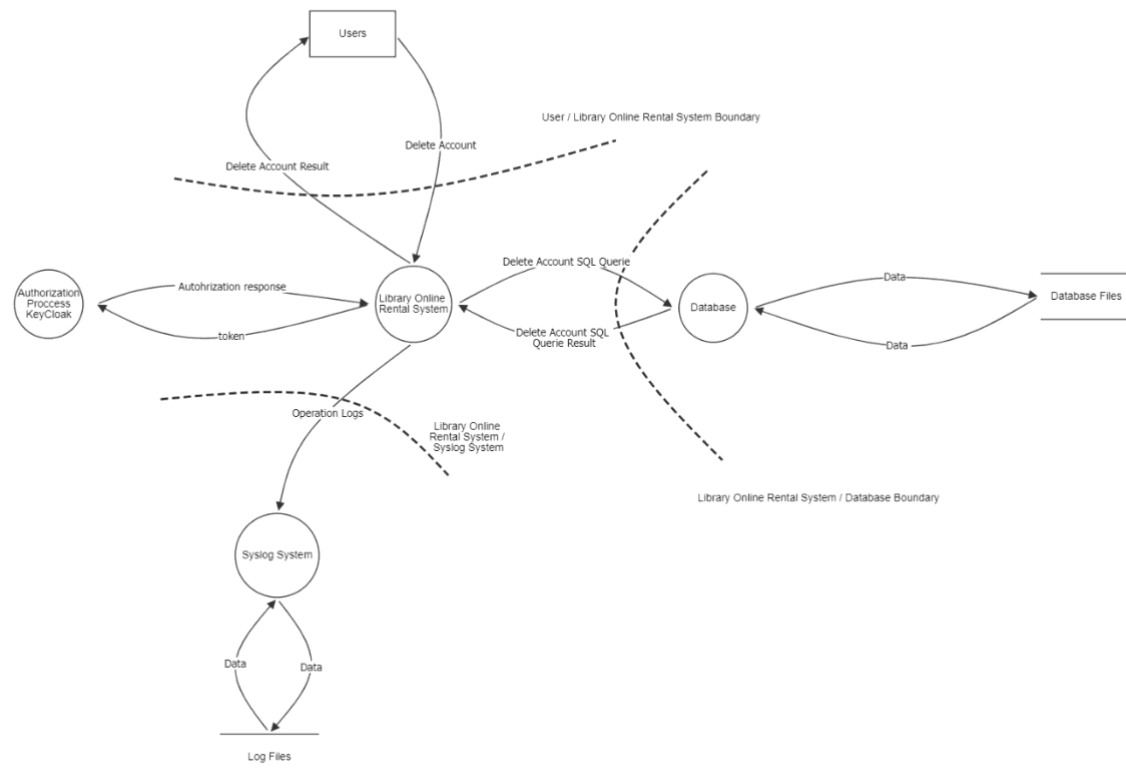 Users
User / Library Online Rental System Boundary
Delete Account
Delete Account Result
Delete Account SQL Querie
Authorization
Proccess
KeyCloak
Autohrization response
Library Online
Rental System
Database
Data
Database Files
token
Delete Account SQL
Querie Result
Data
Operation Logs
Library Online
Rental System /
Syslog System
Library Online Rental System / Database Boundary
Syslog System
Data
Data
Log Files